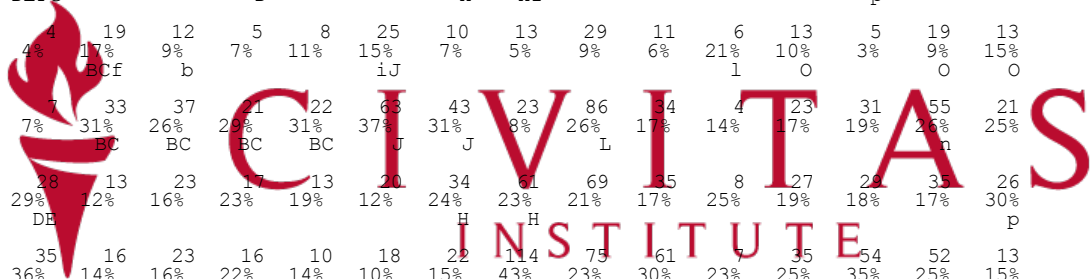 4 19 12 5 8 25 10 13 29 11 6 13 5 19 13
4% 17% 9% 7% 11% 15% 7% 5% 9% 6% 21% 10% 3% 9% 15%
BCf b iJ l O O O
7 33 37 21 22 63 43 23 86 34 4 23 31 55 21
7% 31% 26% 29% 31% 37% 31% 8% 26% 17% 14% 17% 19% 26% 25%
BC BC BC BC J J L n
CIVITAS
28 13 23 17 13 20 34 61 69 35 8 27 29 35 26
29% 12% 16% 23% 19% 12% 24% 23% 21% 17% 25% 19% 18% 17% 30%
DE H H p
INSTITUTE
35 16 23 16 10 18 22 114 75 61 7 35 54 52 13
36% 14% 16% 22% 14% 10% 15% 43% 23% 30% 23% 25% 35% 25% 15%